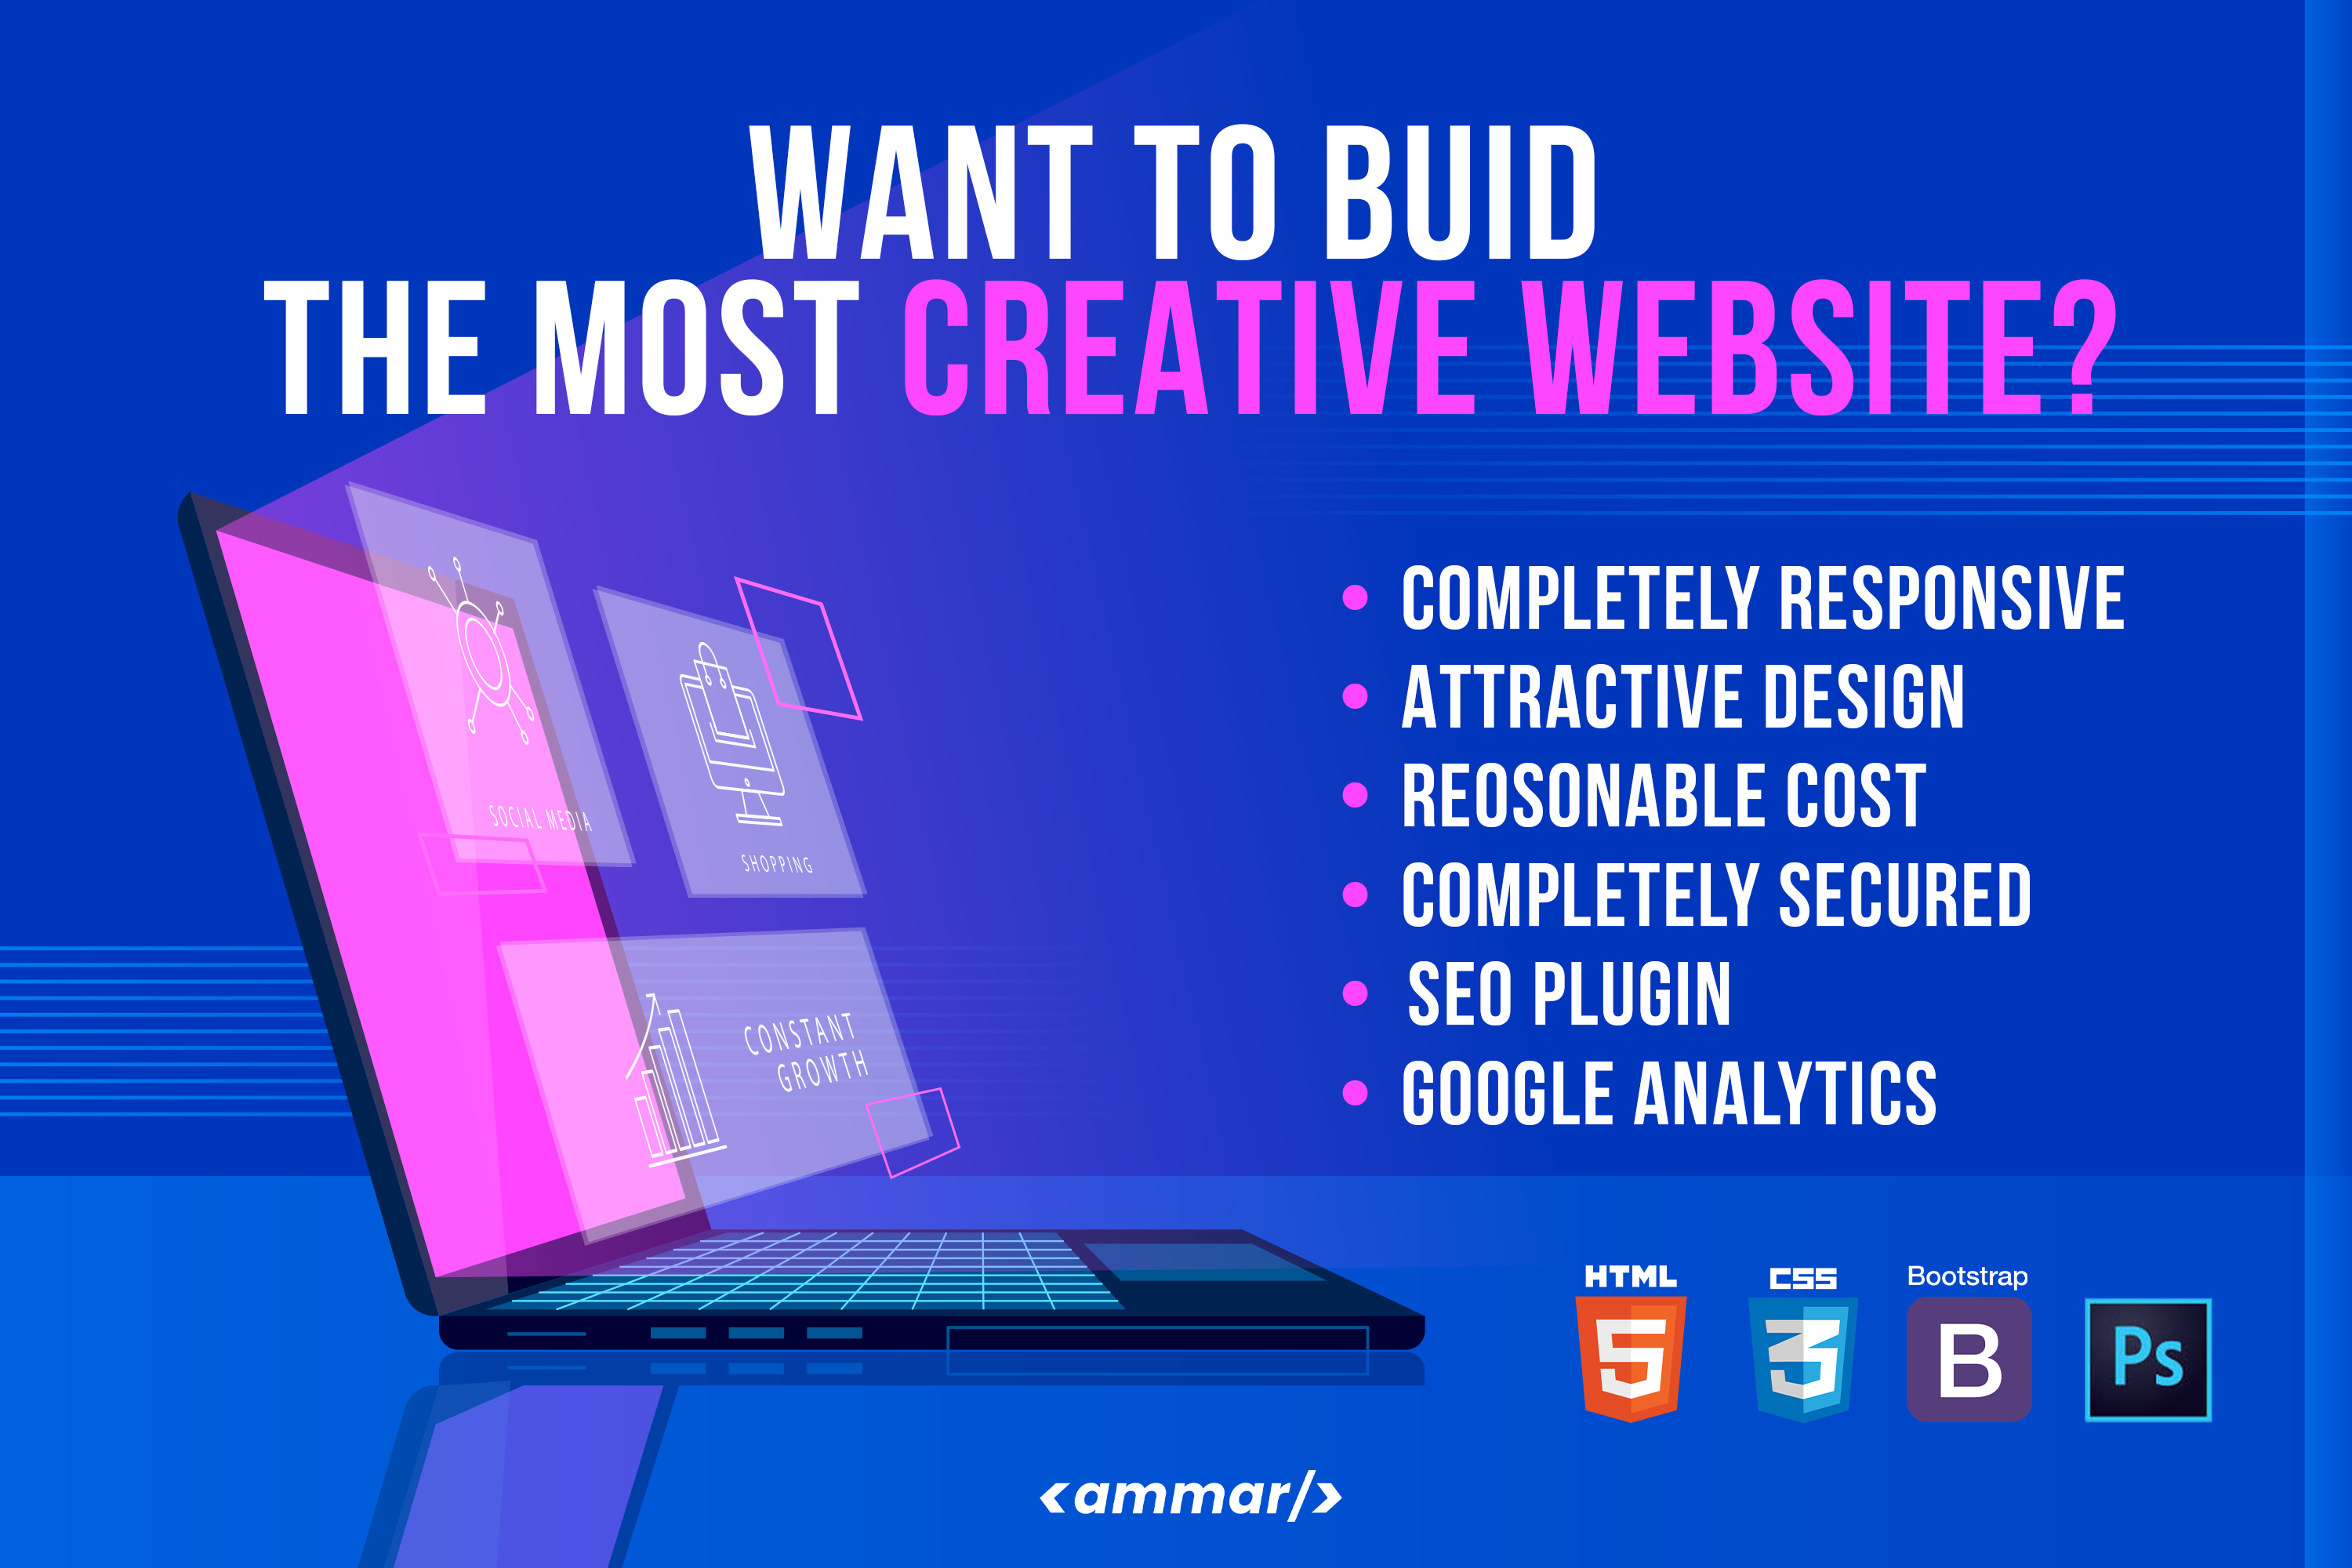 WANT TO BUID
THE MOST CREATIVE WEBSITE?
SOCIAL MEDIA
SHOPPING
CONSTANT
GROWTH
• COMPLETELY RESPONSIVE
• ATTRACTIVE DESIGN
• REOSONABLE COST
• COMPLETELY SECURED
• SEO PLUGIN
• GOOGLE ANALYTICS
HTML
5
CSS
3
Bootstrap
B
Ps
<ammar/>